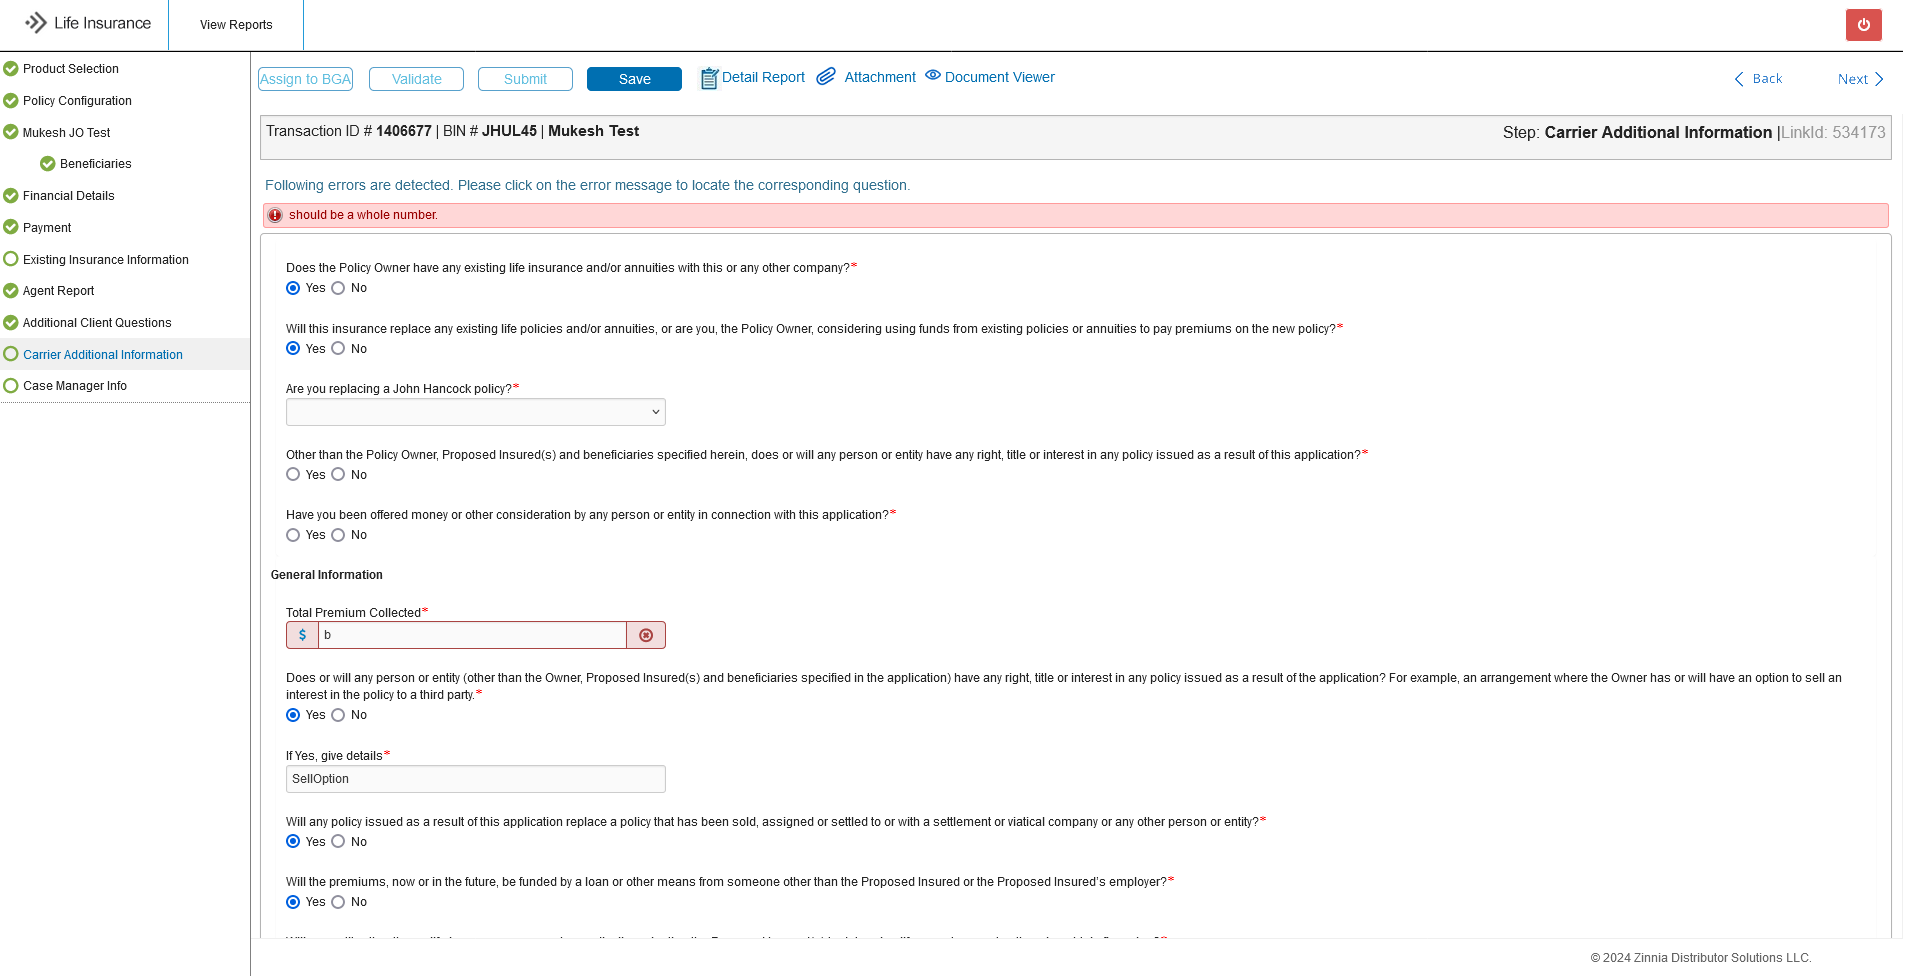 Life Insurance
View Reports
Product Selection
Policy Configuration
Mukesh JO Test
Beneficiaries
Financial Details
Payment
Existing Insurance Information
Agent Report
Additional Client Questions
Carrier Additional Information
Case Manager Info
Assign to BGA
Validate
Submit
Save
Detail Report
Attachment
Document Viewer
Back
Next
Transaction ID # 1406677 | BIN # JHUL45 | Mukesh Test
Step: Carrier Additional Information |LinkId: 534173
Following errors are detected. Please click on the error message to locate the corresponding question.
should be a whole number.
Does the Policy Owner have any existing life insurance and/or annuities with this or any other company?*
Yes No
Will this insurance replace any existing life policies and/or annuities, or are you, the Policy Owner, considering using funds from existing policies or annuities to pay premiums on the new policy?*
Yes No
Are you replacing a John Hancock policy?*
Other than the Policy Owner, Proposed Insured(s) and beneficiaries specified herein, does or will any person or entity have any right, title or interest in any policy issued as a result of this application?*
Yes No
Have you been offered money or other consideration by any person or entity in connection with this application?*
Yes No
General Information
Total Premium Collected*
$ b
Does or will any person or entity (other than the Owner, Proposed Insured(s) and beneficiaries specified in the application) have any right, title or interest in any policy issued as a result of the application? For example, an arrangement where the Owner has or will have an option to sell an
interest in the policy to a third party.*
Yes No
If Yes, give details*
SellOption
Will any policy issued as a result of this application replace a policy that has been sold, assigned or settled to or with a settlement or viatical company or any other person or entity?*
Yes No
Will the premiums, now or in the future, be funded by a loan or other means from someone other than the Proposed Insured or the Proposed Insured's employer?*
Yes No
© 2024 Zinnia Distributor Solutions LLC.